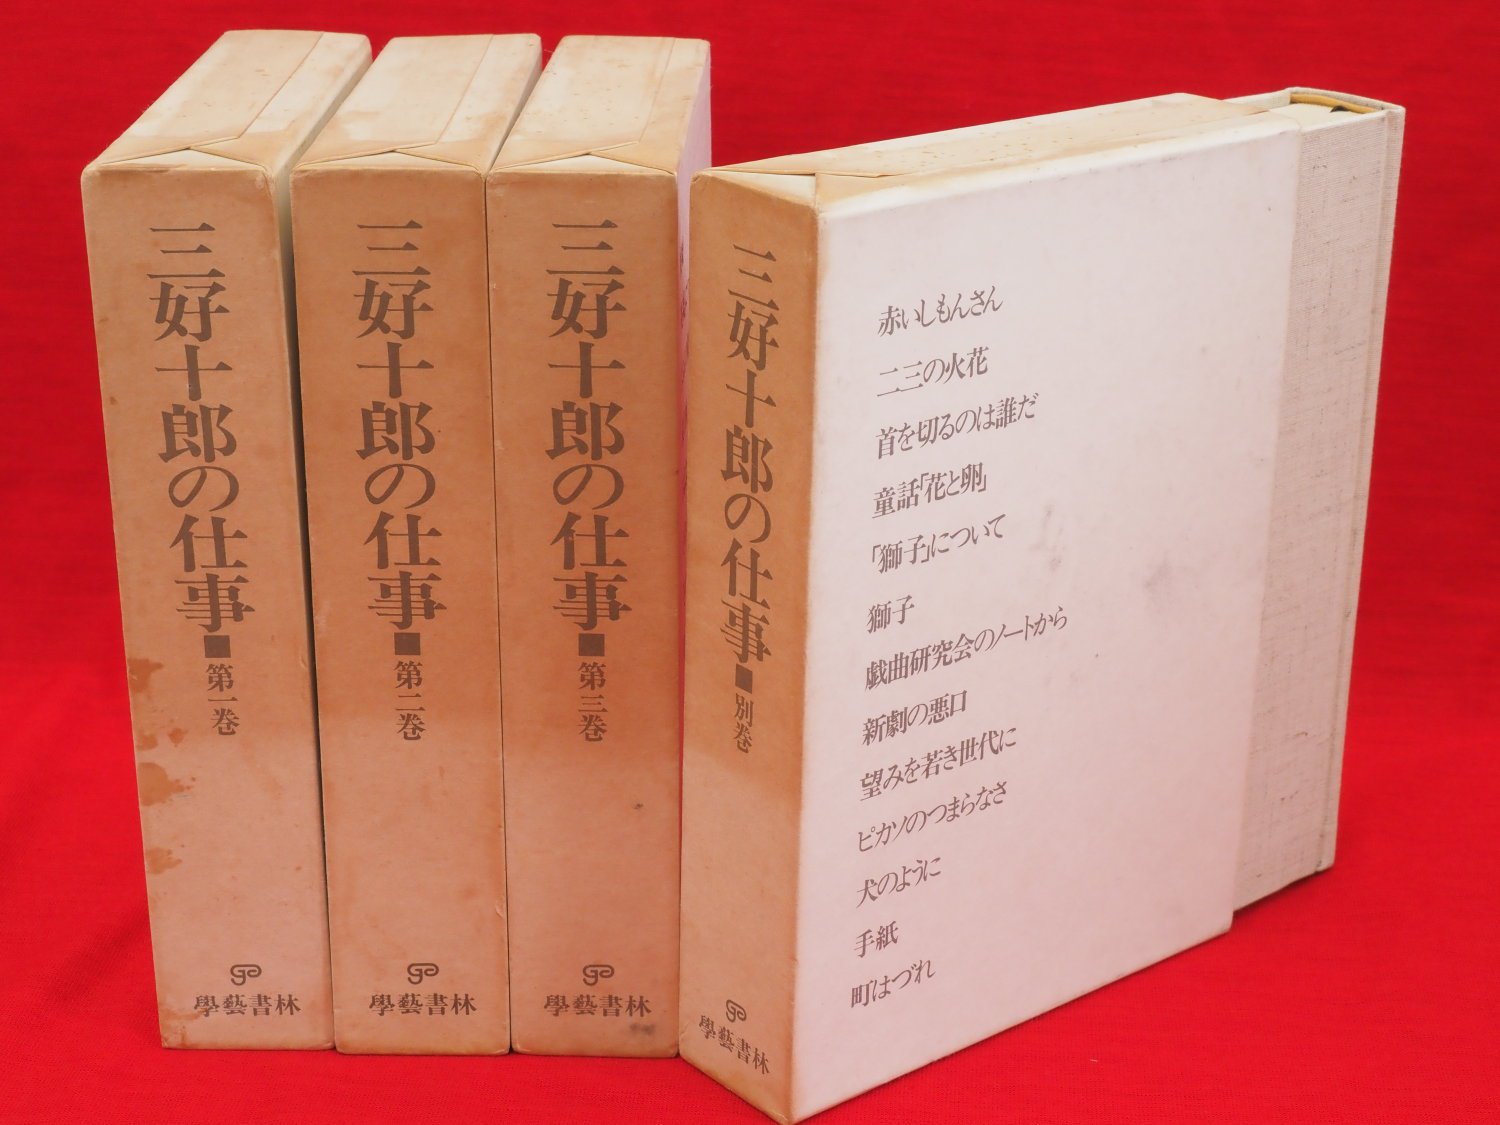 三好十郎の仕事■第一巻
學藝書林
三好十郎の仕事■第二巻
學藝書林
三好十郎の仕事■第三巻
學藝書林
三好十郎の仕事■別巻
學藝書林
赤いしもんさん
二三の火花
首を切るのは誰だ
童話「花と卵」
「獅子」について
獅子
戯曲研究会のノートから
新劇の悪口
望みを若き世代に
ピカソのつまらなさ
犬のように
手紙
町はづれ